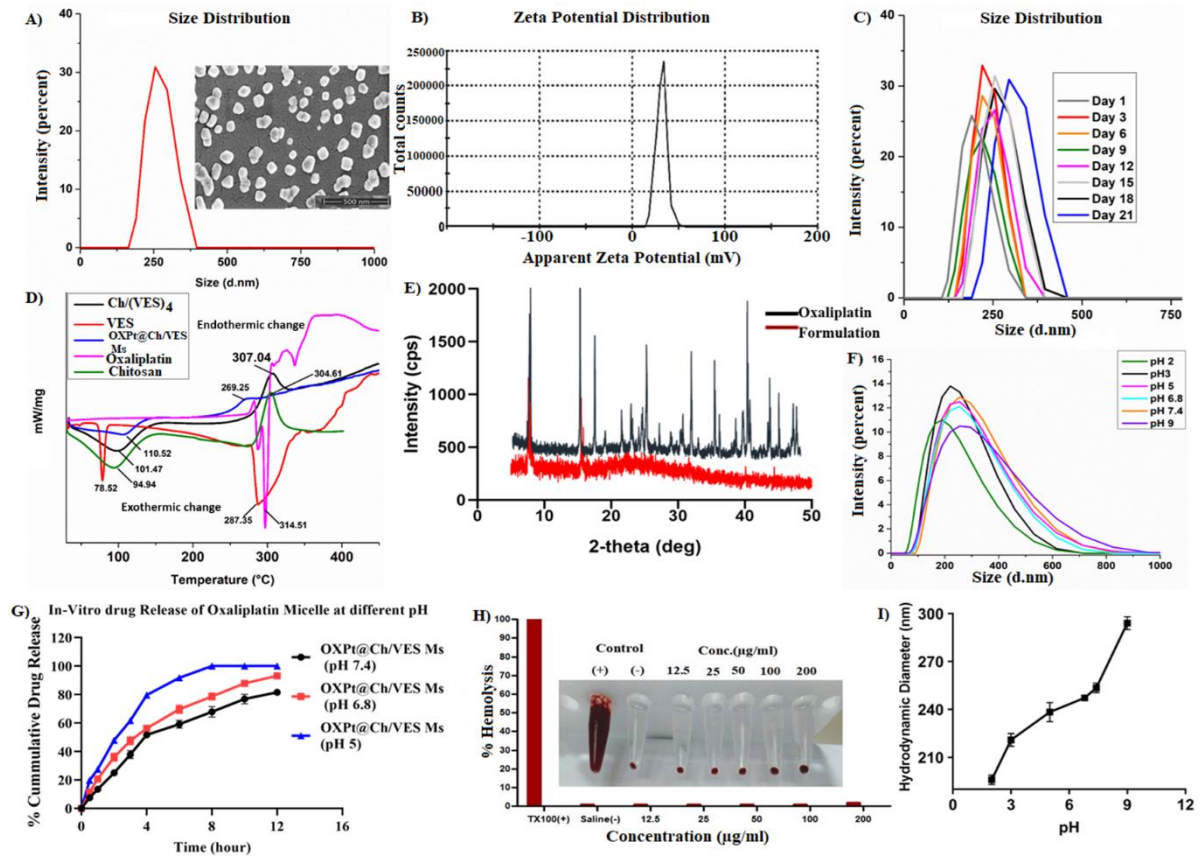 A)
Size Distribution
Intensity (percent)
40
30
20
10
0
0
250
500
750
1000
Size (d.nm)
500 nm
B)
Zeta Potential Distribution
Total counts
250000
200000
150000
100000
50000
0
-100
0
100
200
Apparent Zeta Potential (mV)
C)
Size Distribution
Intensity (percent)
40
30
20
10
0
0
250
500
750
Size (d.nm)
Day 1
Day 3
Day 6
Day 9
Day 12
Day 15
Day 18
Day 21
D)
Ch/(VES)4
VES
OXPt@Ch/VES
Ms
Oxaliplatin
Chitosan
Endothermic change
307.04
304.61
269.25
110.52
101.47
94.94
78.52
Exothermic change
287.35
314.51
mW/mg
100
200
300
400
Temperature (°C)
E)
Intensity (cps)
2000
1500
1000
500
0
0
10
20
30
40
50
2-theta (deg)
Oxaliplatin
Formulation
F)
Intensity (percent)
16
14
12
10
8
6
4
2
0
0
200
400
600
800
1000
Size (d.nm)
pH 2
pH3
pH 5
pH 6.8
pH 7.4
pH 9
G)
In-Vitro drug Release of Oxaliplatin Micelle at different pH
% Cummulative Drug Release
120
100
80
60
40
20
0
0
4
8
12
16
Time (hour)
OXPt@Ch/VES Ms
(pH 7.4)
OXPt@Ch/VES Ms
(pH 6.8)
OXPt@Ch/VES Ms
(pH 5)
H)
% Hemolysis
100
90
80
70
60
50
40
30
20
10
0
Control
Conc.(µg/ml)
(+)
(-)
12.5
25
50
100
200
TX100(+)
Saline(-)
12.5
25
50
100
200
Concentration (µg/ml)
I)
Hydrodynamic Diameter (nm)
300
270
240
210
0
3
6
9
12
pH